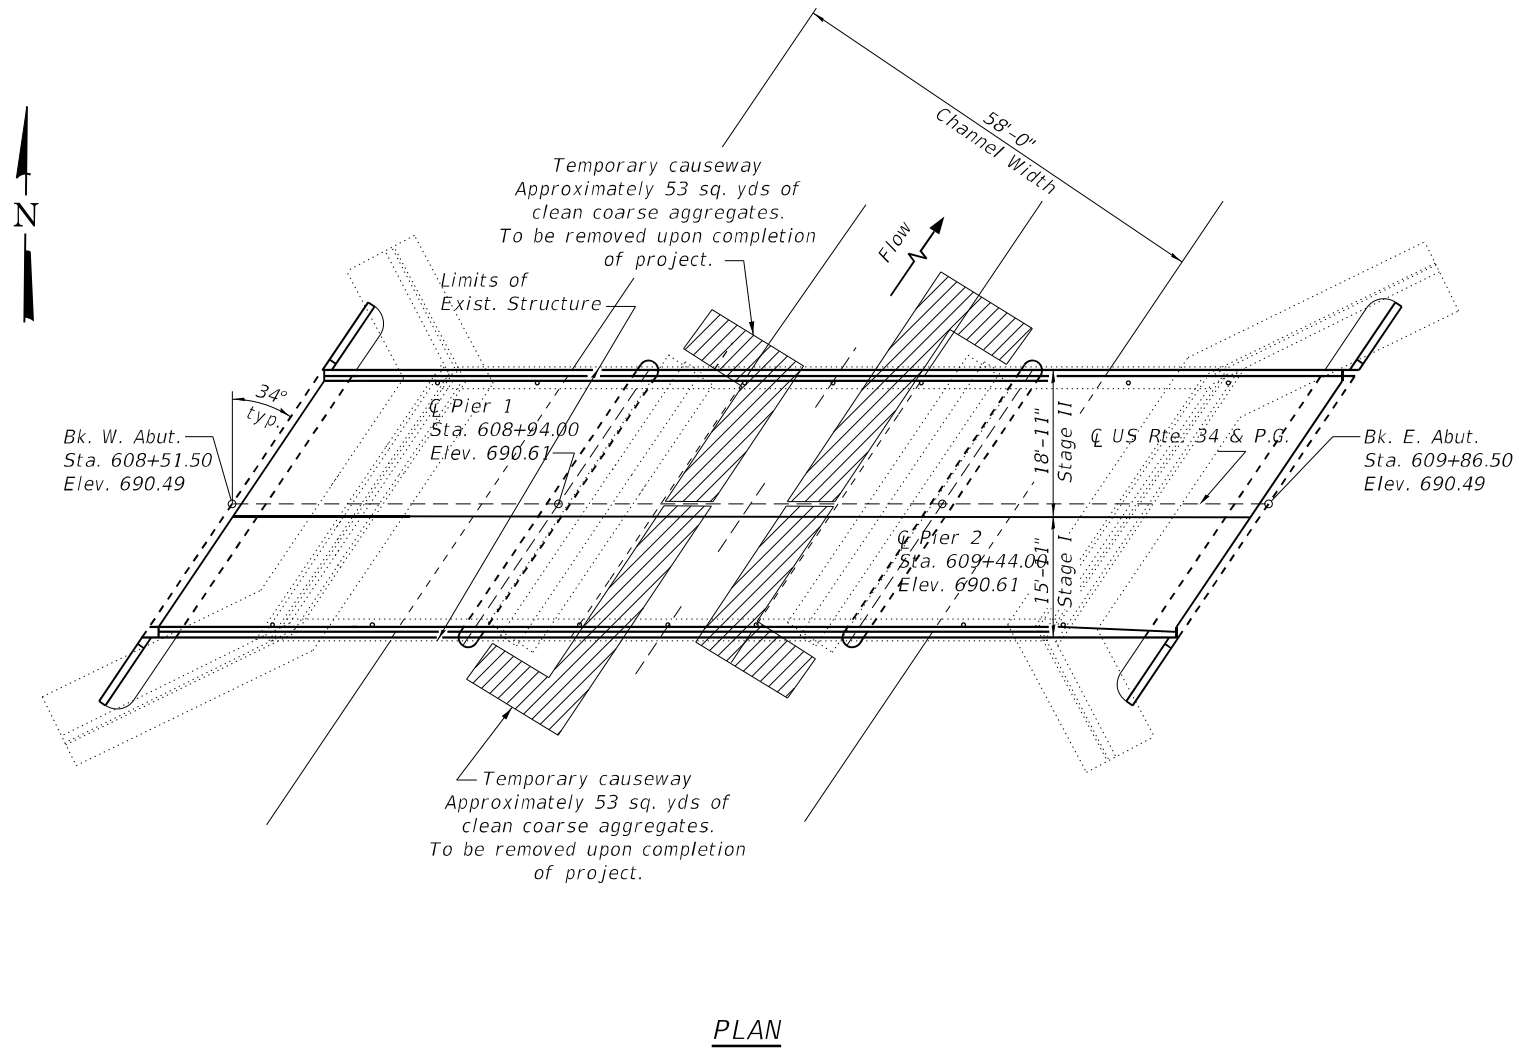 58'-0"
Channel Width
Temporary causeway
Approximately 53 sq. yds of
clean coarse aggregates.
To be removed upon completion
of project.
N
Flow
Limits of
Exist. Structure
34°
typ.
℄ Pier 1
Sta. 608+94.00
Elev. 690.61
Bk. W. Abut.
Sta. 608+51.50
Elev. 690.49
18'-11"
Stage II
℄ US Rte. 34 & P.G.
Bk. E. Abut.
Sta. 609+86.50
Elev. 690.49
℄ Pier 2
Sta. 609+44.00
Elev. 690.61
Stage I
Temporary causeway
Approximately 53 sq. yds of
clean coarse aggregates.
To be removed upon completion
of project.
PLAN